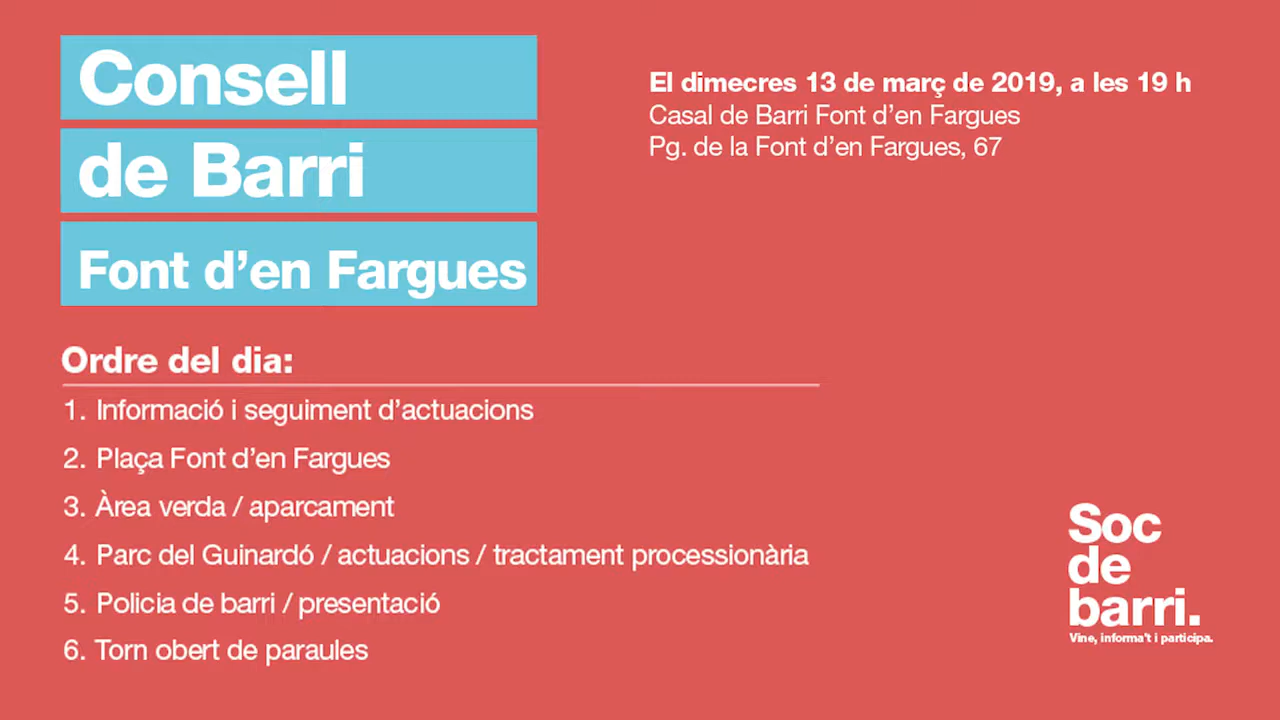 Consell
de Barri
Font d'en Fargues
El dimecres 13 de març de 2019, a les 19 h
Casal de Barri Font d'en Fargues
Pg. de la Font d'en Fargues, 67
Ordre del dia:
1. Informació i seguiment d'actuacions
2. Plaça Font d'en Fargues
3. Àrea verda / aparcament
4. Parc del Guinardó / actuacions / tractament processionària
5. Policia de barri / presentació
6. Torn obert de paraules
Soc
de
barri.
Vine, informa't i participa.